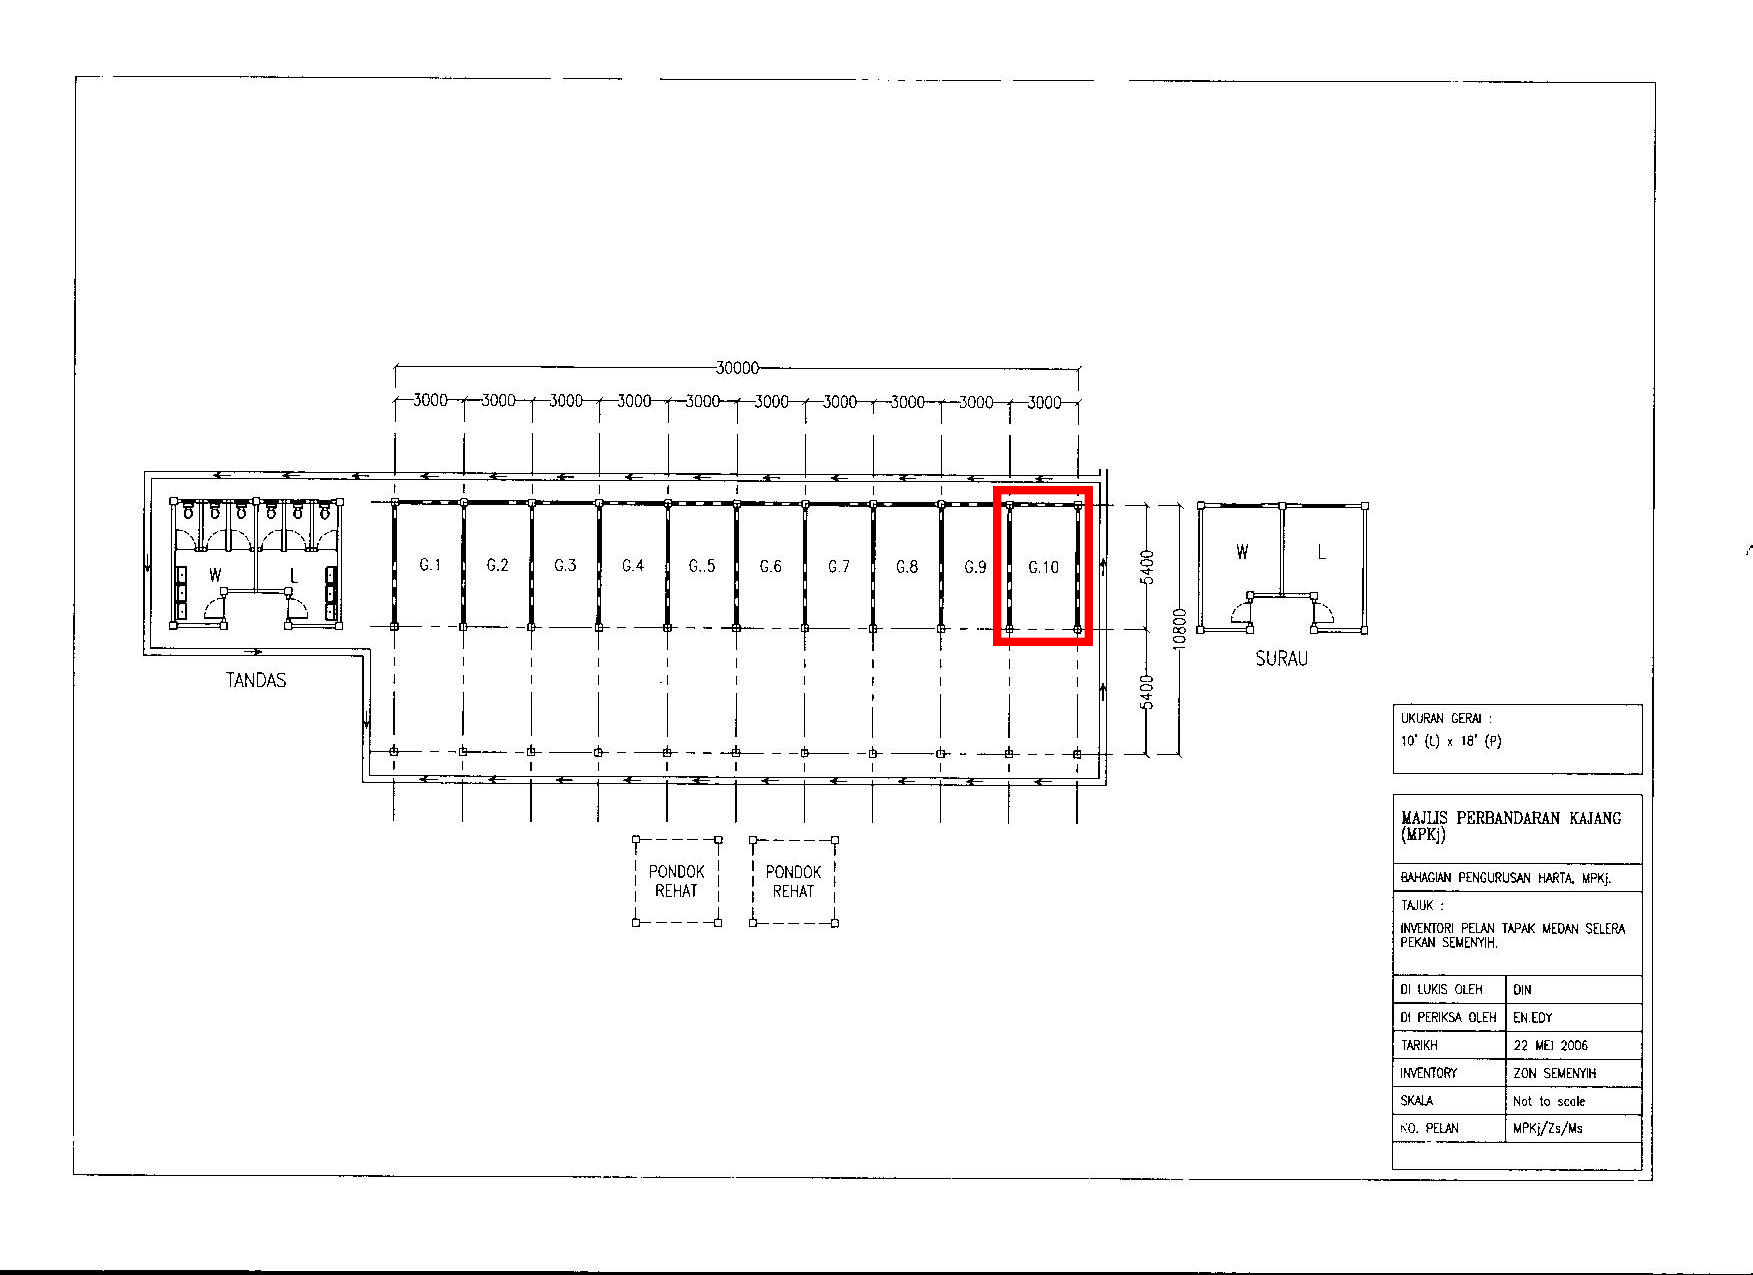 30000
3000 3000 3000 3000 3000 3000 3000 3000 3000 3000
G.1 G.2 G.3 G.4 G..5 G.6 G.7 G.8 G.9 G.10
W L
TANDAS
5400
10800
5400
W L
SURAU
PONDOK
REHAT
PONDOK
REHAT
UKURAN GERAI :
10' (L) x 18' (P)
MAJLIS PERBANDARAN KAJANG
(MPKj)
BAHAGIAN PENGURUSAN HARTA, MPKj.
TAJUK :
INVENTORI PELAN TAPAK MEDAN SELERA
PEKAN SEMENYIH.
DI LUKIS OLEH DIN
DI PERIKSA OLEH EN.EDY
TARIKH 22 MEI 2006
INVENTORY ZON SEMENYIH
SKALA Not to scale
NO. PELAN MPKj/Zs/Ms